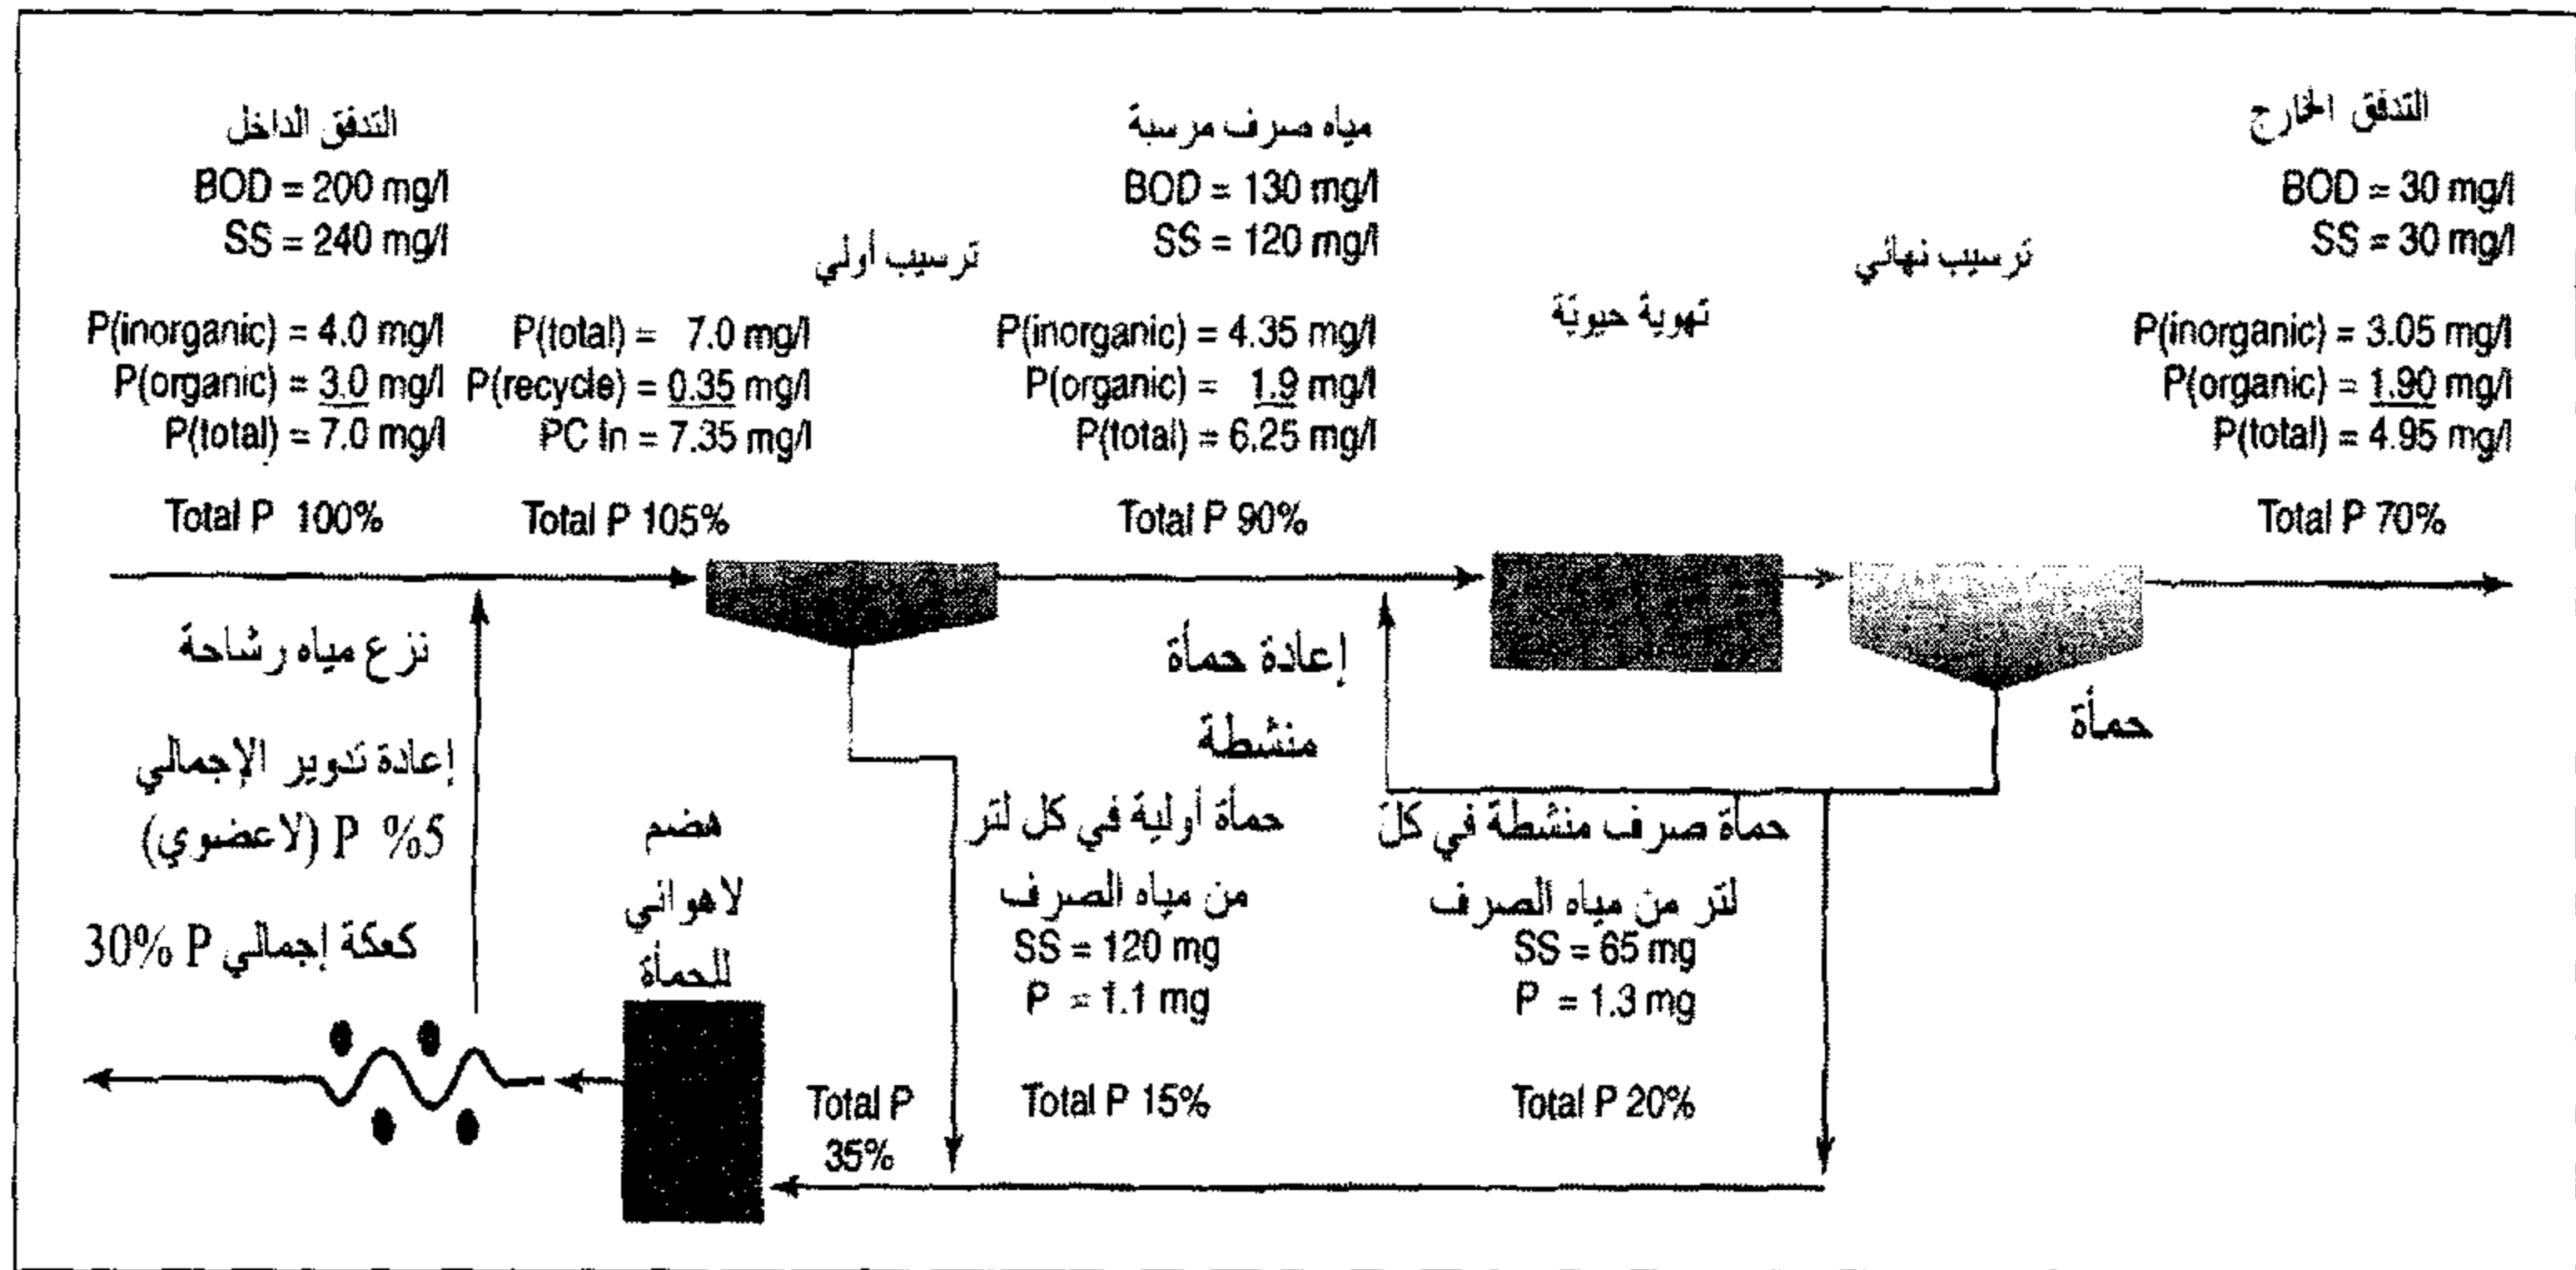 التدفق الداخل
BOD = 200 mg/l
SS = 240 mg/l
P(inorganic) = 4.0 mg/l
P(organic) = 3.0 mg/l
P(total) = 7.0 mg/l
Total P 100%
P(total) = 7.0 mg/l
P(recycle) = 0.35 mg/l
PC In = 7.35 mg/l
Total P 105%
ترسيب أولي
مياه صرف مرسبة
BOD = 130 mg/l
SS = 120 mg/l
P(inorganic) = 4.35 mg/l
P(organic) = 1.9 mg/l
P(total) = 6.25 mg/l
Total P 90%
تهوية حيوية
ترسيب نهائي
التدفق الخارج
BOD = 30 mg/l
SS = 30 mg/l
P(inorganic) = 3.05 mg/l
P(organic) = 1.90 mg/l
P(total) = 4.95 mg/l
Total P 70%
نزع مياه رشاحة
إعادة تدوير الإجمالي
5% P (لاعضوي)
كعكة إجمالي 30% P
هضم
لاهوائي
للحمأة
Total P
35%
إعادة حمأة
منشطة
حمأة أولية في كل لتر
من مياه الصرف
SS = 120 mg
P = 1.1 mg
Total P 15%
حمأة
حمأة صرف منشطة في كل
لتر من مياه الصرف
SS = 65 mg
P = 1.3 mg
Total P 20%